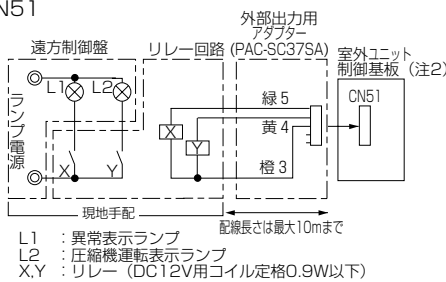 CN51
外部出力用
アダプター
遠方制御盤 リレー回路 (PAC-SC37SA) 室外ユニット
制御基板（注2）
L1 L2 緑 5 CN51
ランプ電源
X 黄 4
Y
X Y 橙 3
現地手配 配線長さは最大10mまで
L1 ：異常表示ランプ
L2 ：圧縮機運転表示ランプ
X,Y ：リレー（DC12V用コイル定格0.9W以下）